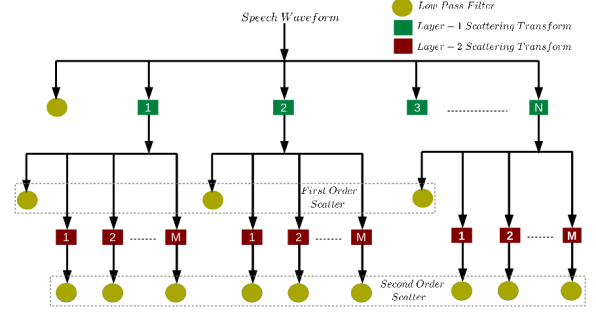 Speech Waveform
Low Pass Filter
Layer – 1 Scattering Transform
Layer – 2 Scattering Transform
1 2 3 ................ N
First Order
Scatter
1 2 ....... M 1 2 ....... M 1 2 ....... M
Second Order
Scatter